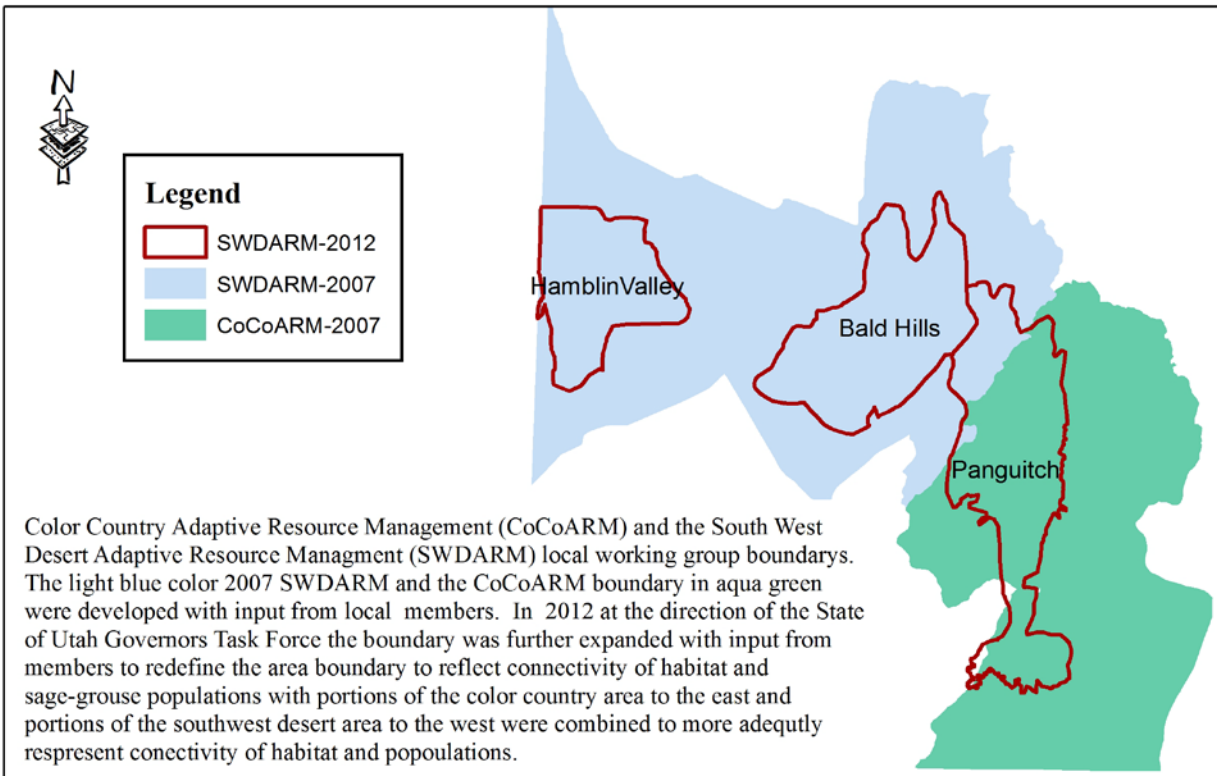 N
Legend
SWDARM-2012
SWDARM-2007
CoCoARM-2007
HamblinValley
Bald Hills
Panguitch
Color Country Adaptive Resource Management (CoCoARM) and the South West
Desert Adaptive Resource Managment (SWDARM) local working group boundarys.
The light blue color 2007 SWDARM and the CoCoARM boundary in aqua green
were developed with input from local members. In 2012 at the direction of the State
of Utah Governors Task Force the boundary was further expanded with input from
members to redefine the area boundary to reflect connectivity of habitat and
sage-grouse populations with portions of the color country area to the east and
portions of the southwest desert area to the west were combined to more adequtly
respresent conectivity of habitat and popoulations.